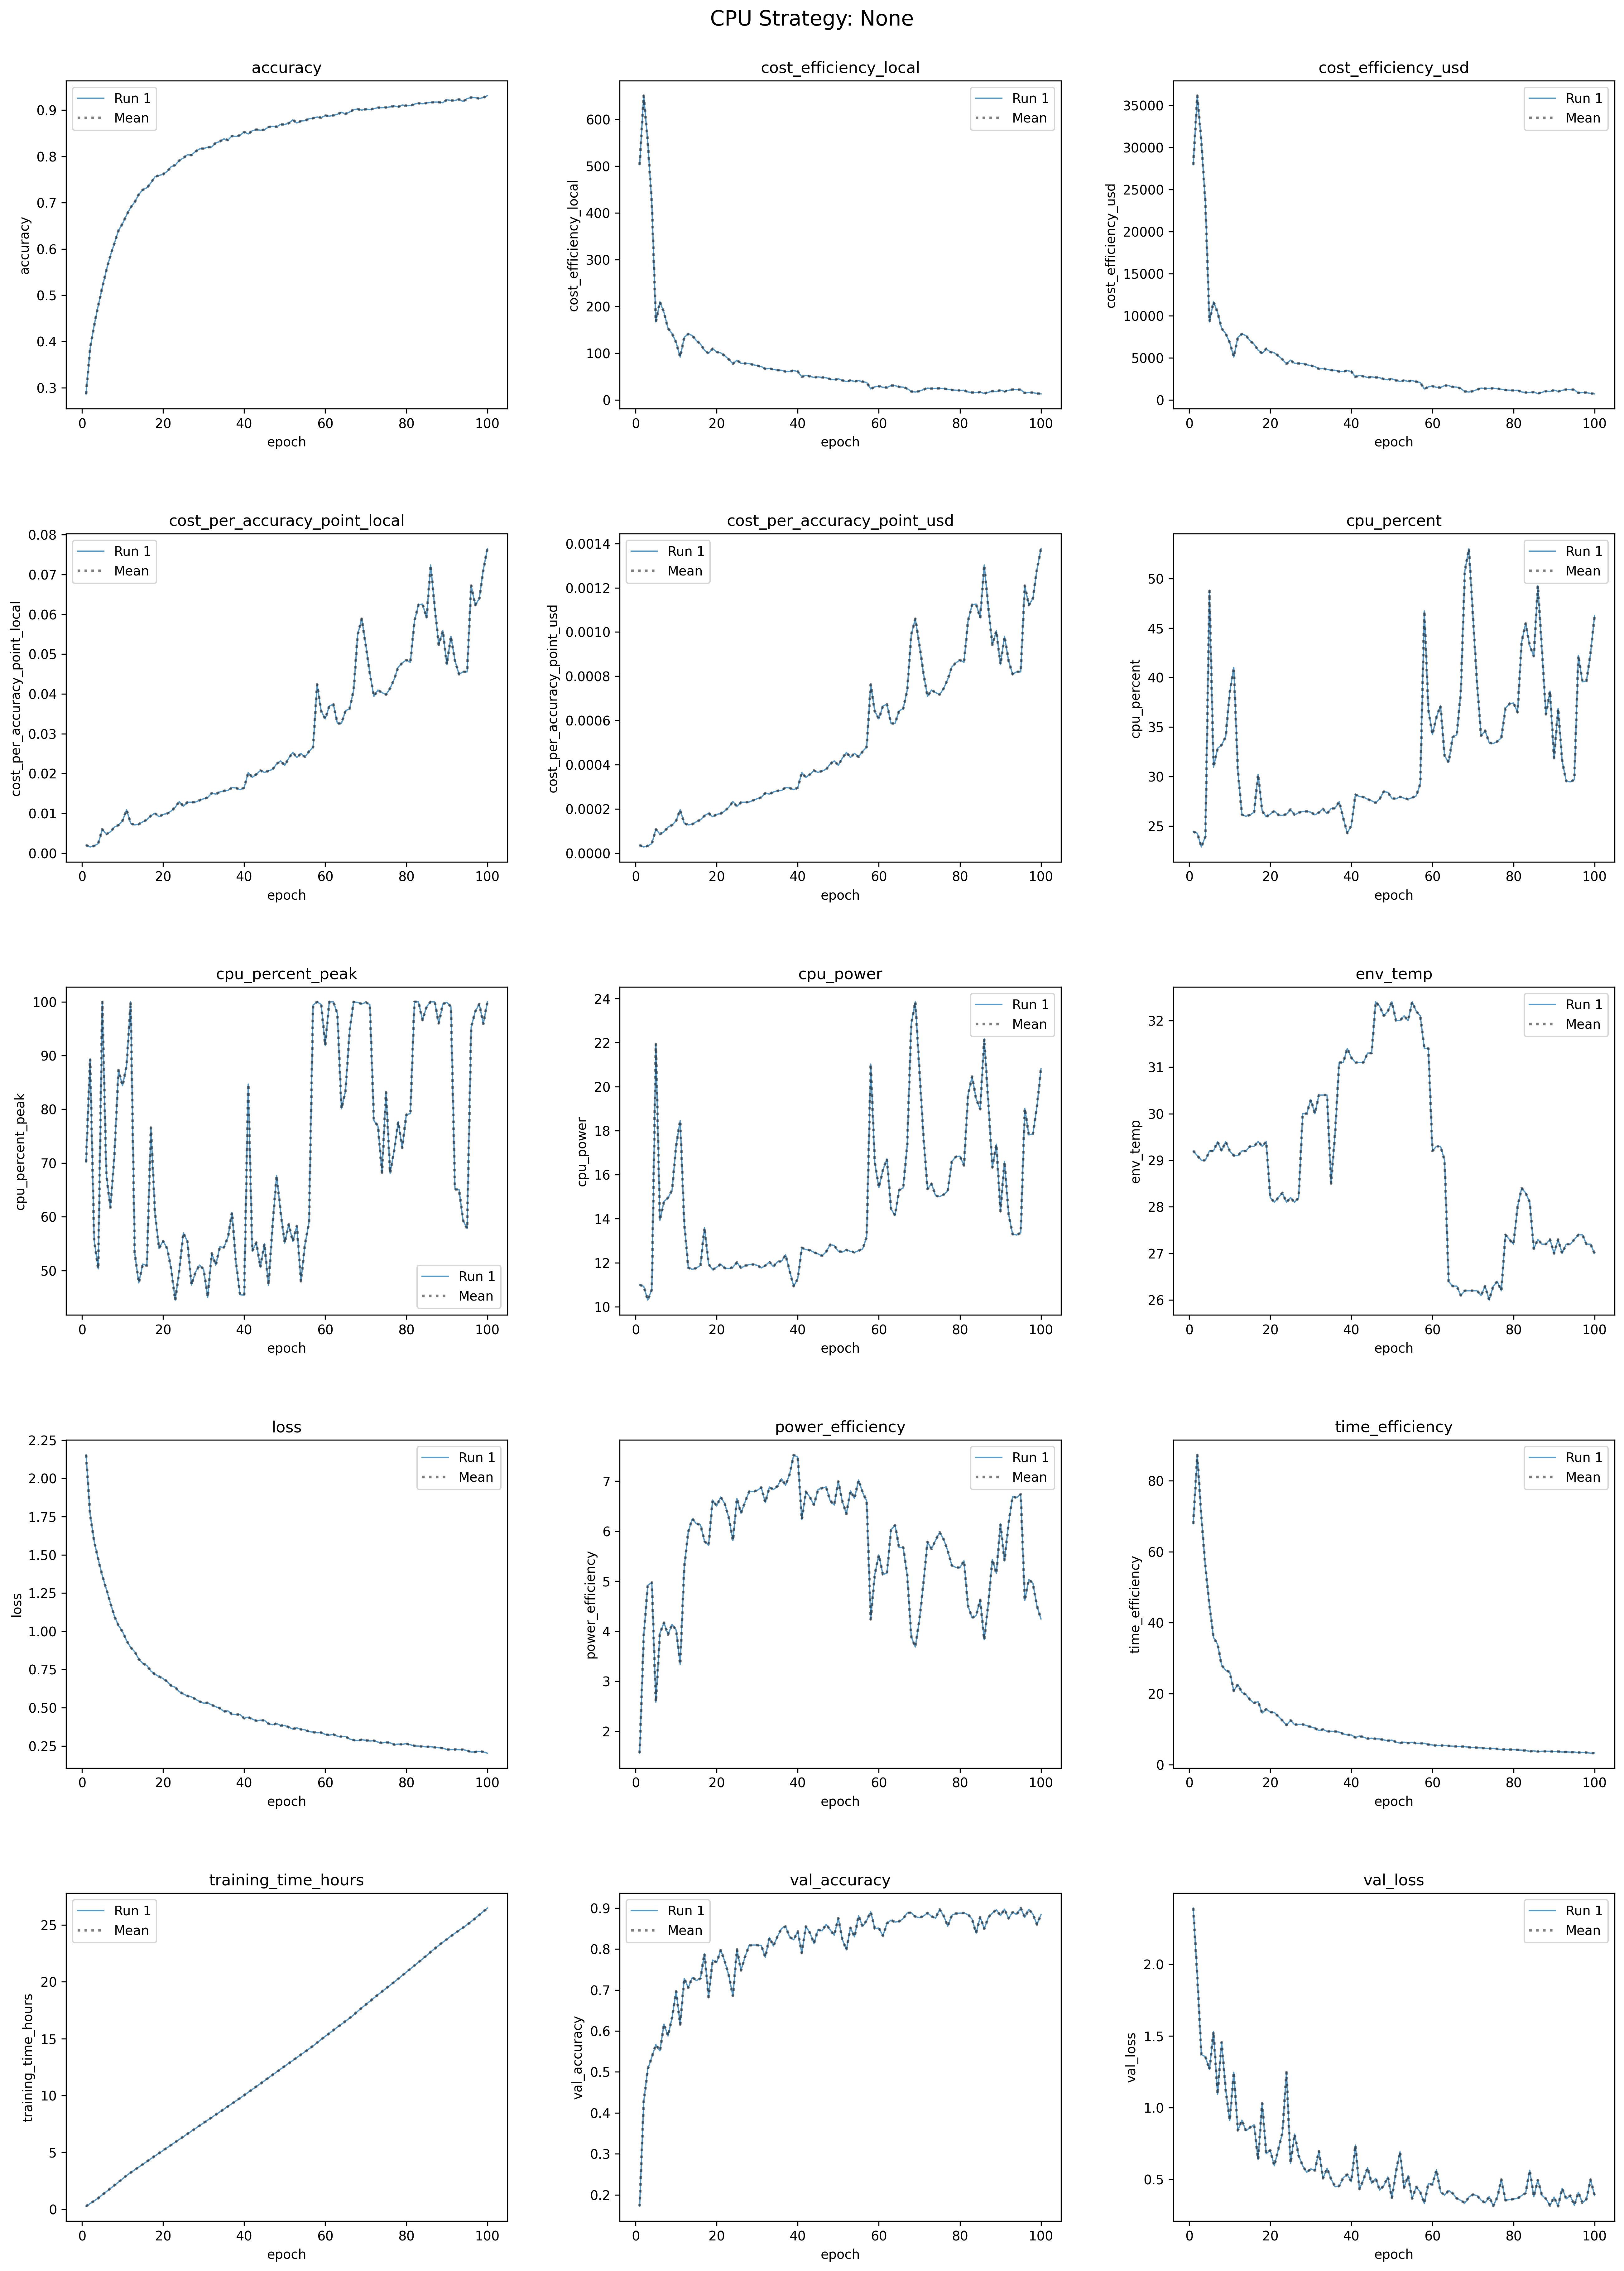 CPU Strategy: None
accuracy
Run 1
Mean
0.9
0.8
0.7
0.6
0.5
0.4
0.3
accuracy
0 20 40 60 80 100
epoch
cost_efficiency_local
Run 1
Mean
600
500
400
300
200
100
0
cost_efficiency_local
0 20 40 60 80 100
epoch
cost_efficiency_usd
Run 1
Mean
35000
30000
25000
20000
15000
10000
5000
0
cost_efficiency_usd
0 20 40 60 80 100
epoch
cost_per_accuracy_point_local
Run 1
Mean
0.08
0.07
0.06
0.05
0.04
0.03
0.02
0.01
0.00
cost_per_accuracy_point_local
0 20 40 60 80 100
epoch
cost_per_accuracy_point_usd
Run 1
Mean
0.0014
0.0012
0.0010
0.0008
0.0006
0.0004
0.0002
0.0000
cost_per_accuracy_point_usd
0 20 40 60 80 100
epoch
cpu_percent
Run 1
Mean
50
45
40
35
30
25
cpu_percent
0 20 40 60 80 100
epoch
cpu_percent_peak
100
90
80
70
60
50
cpu_percent_peak
Run 1
Mean
0 20 40 60 80 100
epoch
cpu_power
Run 1
Mean
24
22
20
18
16
14
12
10
cpu_power
0 20 40 60 80 100
epoch
env_temp
Run 1
Mean
32
31
30
29
28
27
26
env_temp
0 20 40 60 80 100
epoch
loss
Run 1
Mean
2.25
2.00
1.75
1.50
1.25
1.00
0.75
0.50
0.25
loss
0 20 40 60 80 100
epoch
power_efficiency
Run 1
Mean
7
6
5
4
3
2
power_efficiency
0 20 40 60 80 100
epoch
time_efficiency
Run 1
Mean
80
60
40
20
0
time_efficiency
0 20 40 60 80 100
epoch
training_time_hours
Run 1
Mean
25
20
15
10
5
0
training_time_hours
0 20 40 60 80 100
epoch
val_accuracy
Run 1
Mean
0.9
0.8
0.7
0.6
0.5
0.4
0.3
0.2
val_accuracy
0 20 40 60 80 100
epoch
val_loss
Run 1
Mean
2.0
1.5
1.0
0.5
val_loss
0 20 40 60 80 100
epoch